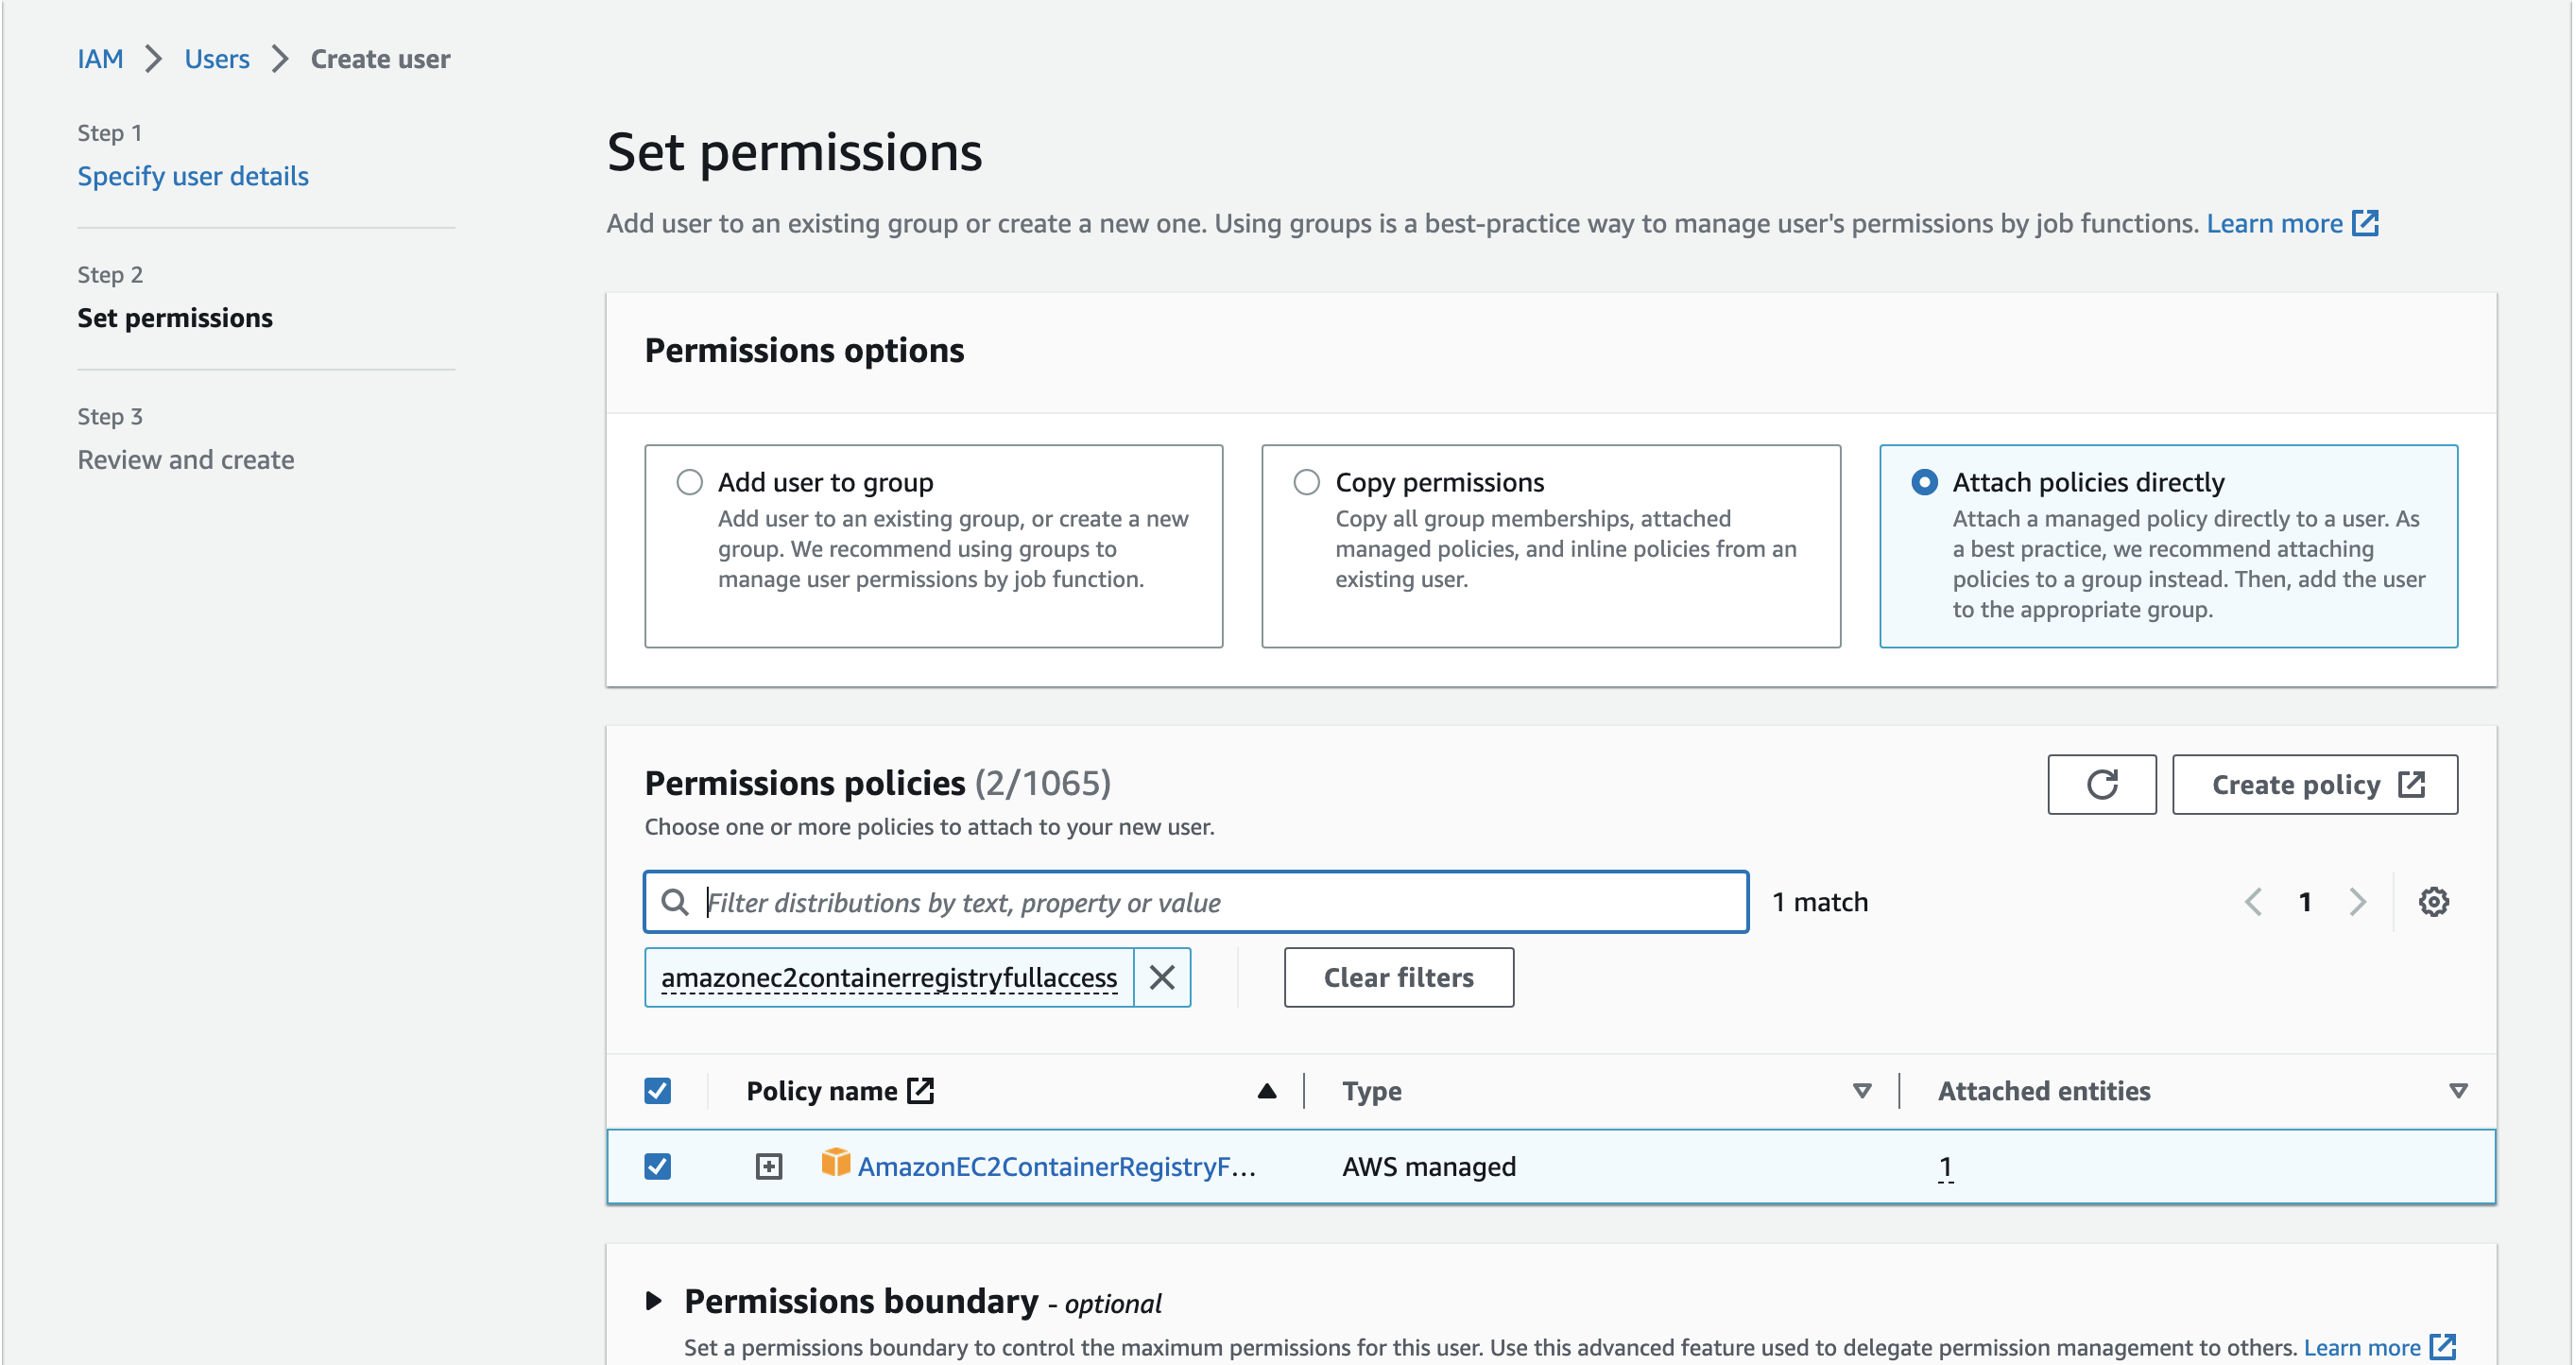 IAM > Users > Create user
Step 1
Specify user details
Step 2
Set permissions
Step 3
Review and create
Set permissions
Add user to an existing group or create a new one. Using groups is a best-practice way to manage user's permissions by job functions. Learn more
Permissions options
Add user to group
Add user to an existing group, or create a new
group. We recommend using groups to
manage user permissions by job function.
Copy permissions
Copy all group memberships, attached
managed policies, and inline policies from an
existing user.
Attach policies directly
Attach a managed policy directly to a user. As
a best practice, we recommend attaching
policies to a group instead. Then, add the user
to the appropriate group.
Permissions policies (2/1065)
Create policy
Choose one or more policies to attach to your new user.
Filter distributions by text, property or value
1 match
1
amazonec2containerregistryfullaccess
Clear filters
Policy name
Type
Attached entities
AmazonEC2ContainerRegistryF...
AWS managed
1
Permissions boundary - optional
Set a permissions boundary to control the maximum permissions for this user. Use this advanced feature used to delegate permission management to others. Learn more